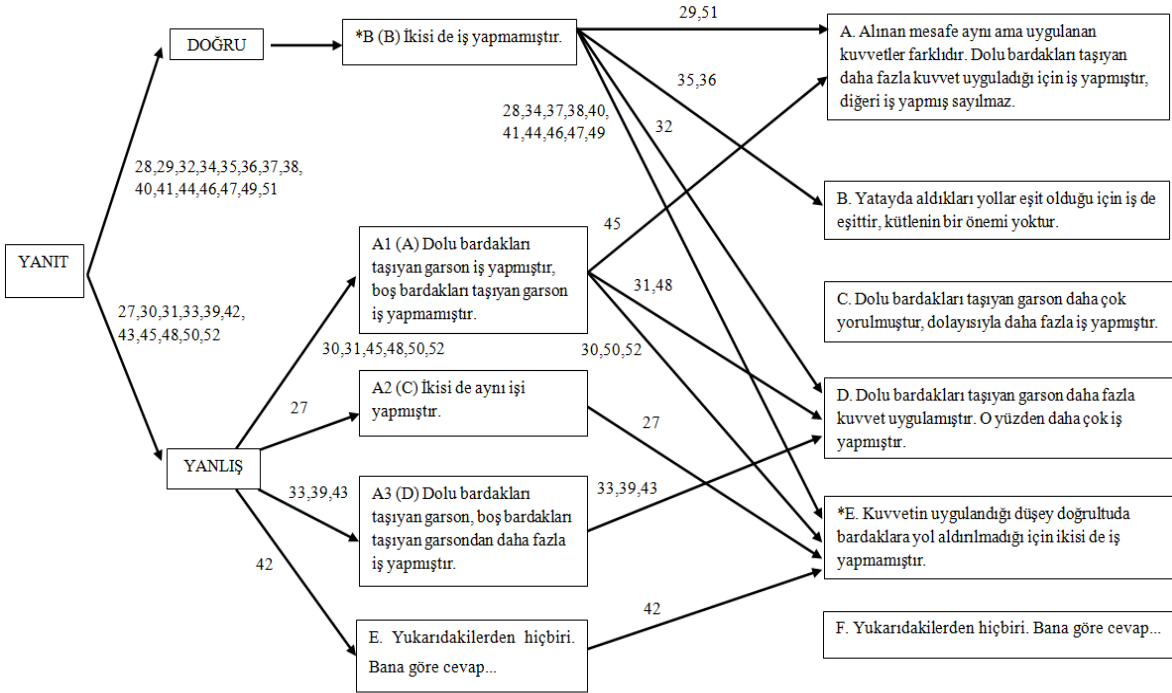 YANIT
DOĞRU
28,29,32,34,35,36,37,38,
40,41,44,46,47,49,51
27,30,31,33,39,42,
43,45,48,50,52
YANLIŞ
*B (B) İkisi de iş yapmamıştır.
A1 (A) Dolu bardakları
taşıyan garson iş yapmıştır,
boş bardakları taşıyan garson
iş yapmamıştır.
30,31,45,48,50,52
27
A2 (C) İkisi de aynı işi
yapmıştır.
33,39,43
A3 (D) Dolu bardakları
taşıyan garson, boş bardakları
taşıyan garsondan daha fazla
iş yapmıştır.
42
E. Yukarıdakilerden hiçbiri.
Bana göre cevap...
29,51
35,36
28,34,37,38,40,
41,44,46,47,49
32
45
31,48
30,50,52
27
33,39,43
42
A. Alınan mesafe aynı ama uygulanan
kuvvetler farklıdır. Dolu bardakları taşıyan
daha fazla kuvvet uyguladığı için iş yapmıştır,
diğeri iş yapmış sayılmaz.
B. Yatayda aldıkları yollar eşit olduğu için iş de
eşittir, kütlenin bir önemi yoktur.
C. Dolu bardakları taşıyan garson daha çok
yorulmuştur, dolayısıyla daha fazla iş yapmıştır.
D. Dolu bardakları taşıyan garson daha fazla
kuvvet uygulamıştır. O yüzden daha çok iş
yapmıştır.
*E. Kuvvetin uygulandığı düşey doğrultuda
bardaklara yol aldırılmadığı için ikisi de iş
yapmamıştır.
F. Yukarıdakilerden hiçbiri. Bana göre cevap...